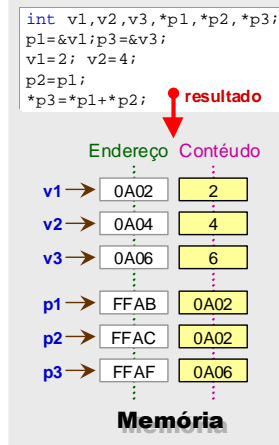 int v1,v2,v3,*p1,*p2,*p3;
p1=&v1;p3=&v3;
v1=2; v2=4;
p2=p1;
*p3=*p1+*p2;
resultado
Endereço Contéudo
v1 0A02 2
v2 0A04 4
v3 0A06 6
p1 FFAB 0A02
p2 FFAC 0A02
p3 FFAF 0A06
Memória